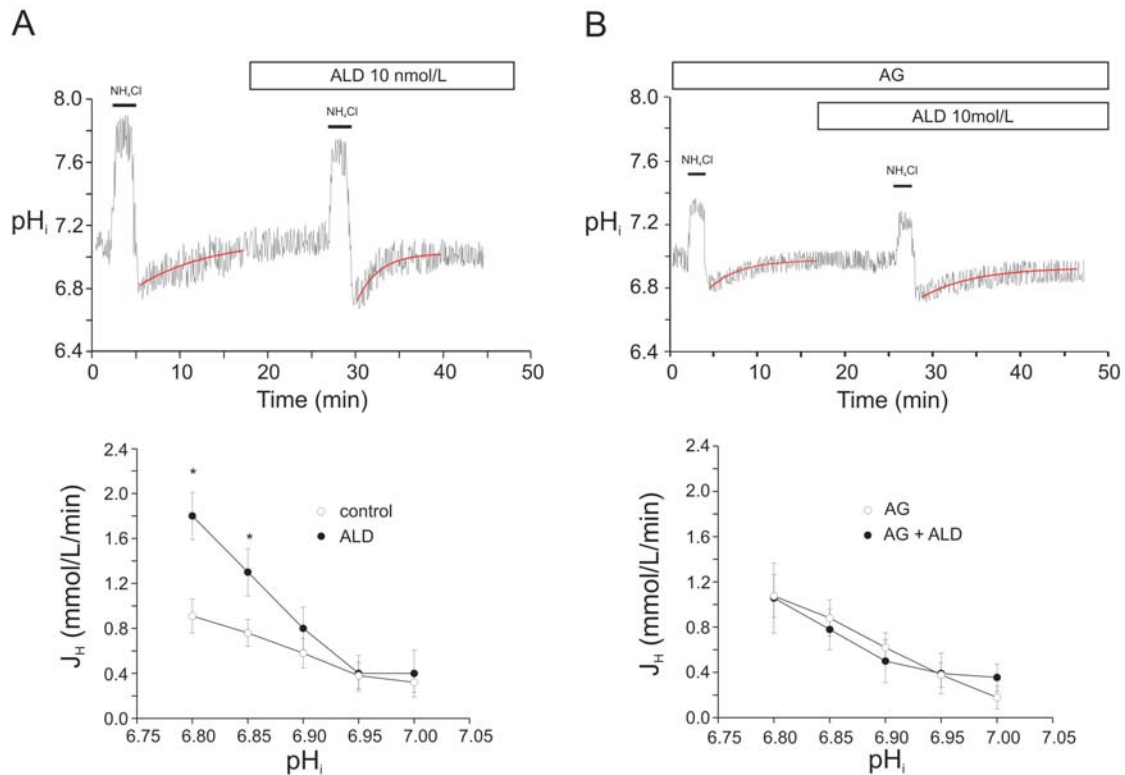 A
ALD 10 nmol/L
NH₄Cl
NH₄Cl
8.0
7.6
7.2
6.8
6.4
pHᵢ
0
10
20
30
40
50
Time (min)
B
AG
ALD 10mol/L
NH₄Cl
NH₄Cl
8.0
7.6
7.2
6.8
6.4
pHᵢ
0
10
20
30
40
50
Time (min)
2.4
2.0
1.6
1.2
0.8
0.4
0.0
J_H (mmol/L/min)
*
*
control
ALD
6.75
6.80
6.85
6.90
6.95
7.00
7.05
pHᵢ
2.4
2.0
1.6
1.2
0.8
0.4
0.0
J_H (mmol/L/min)
AG
AG + ALD
6.75
6.80
6.85
6.90
6.95
7.00
7.05
pHᵢ